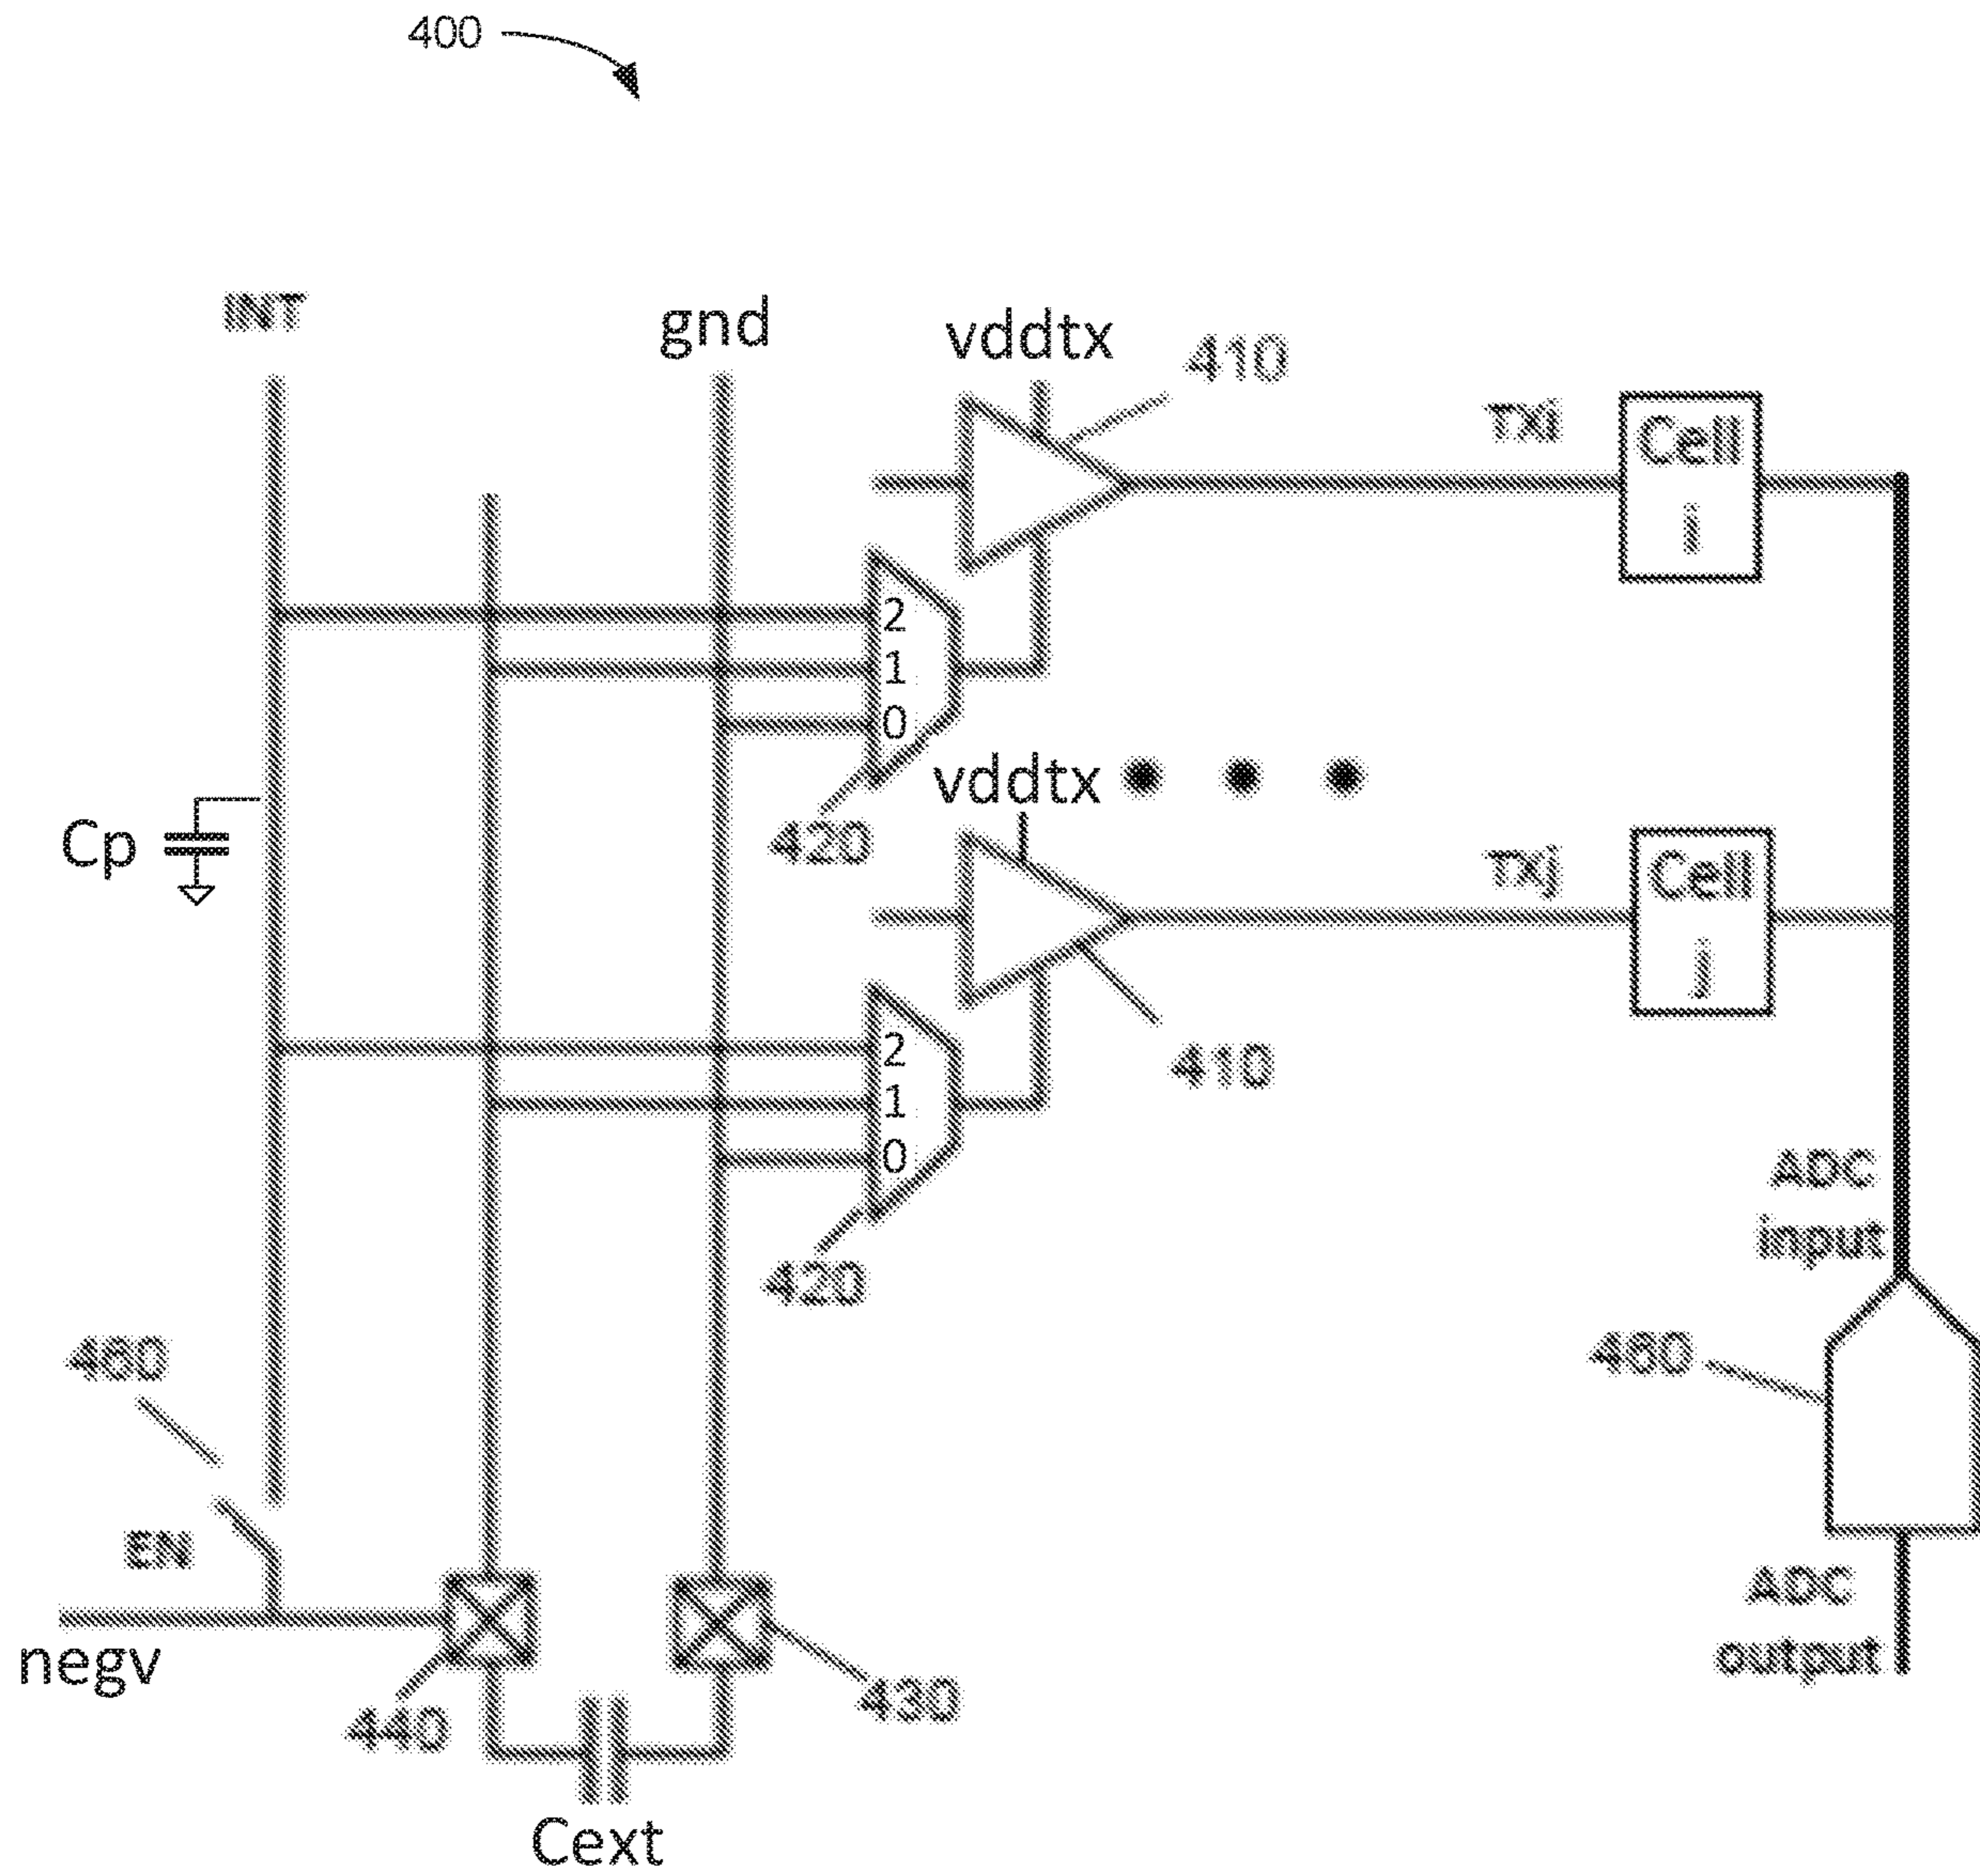 400
INT
gnd
vddtx
410
TXi
Cell
i
2
1
0
420
vddtx
Cp
TXj
Cell
j
410
2
1
0
420
ADC
input
460
460
EN
negv
440
430
Cext
ADC
output